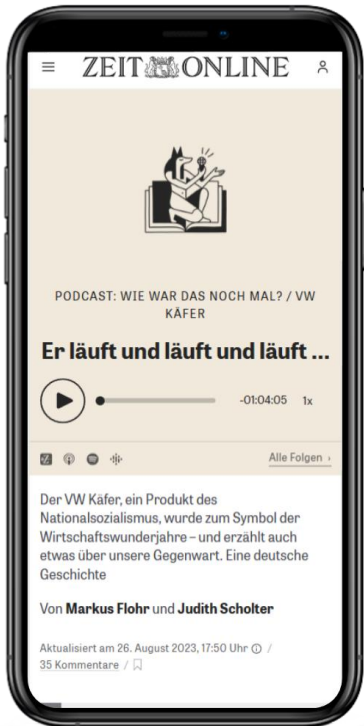 ZEIT ONLINE
PODCAST: WIE WAR DAS NOCH MAL? / VW
KÄFER
Er läuft und läuft und läuft ...
-01:04:05 1x
Alle Folgen ›
Der VW Käfer, ein Produkt des
Nationalsozialismus, wurde zum Symbol der
Wirtschaftswunderjahre – und erzählt auch
etwas über unsere Gegenwart. Eine deutsche
Geschichte
Von Markus Flohr und Judith Scholter
Aktualisiert am 26. August 2023, 17:50 Uhr /
35 Kommentare /